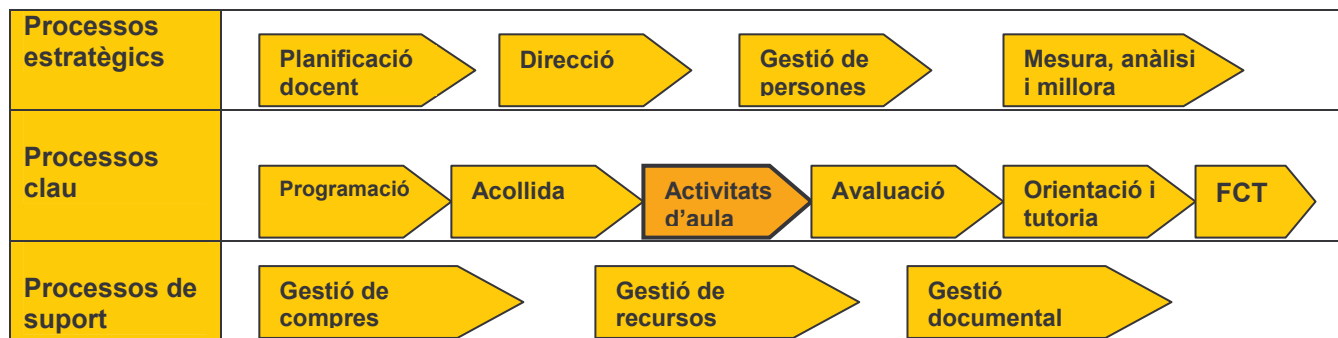 Processos
estratègics
Planificació
docent
Direcció
Gestió de
persones
Mesura, anàlisi
i millora
Processos
clau
Programació
Acollida
Activitats
d’aula
Avaluació
Orientació i
tutoria
FCT
Processos de
suport
Gestió de
compres
Gestió de
recursos
Gestió
documental